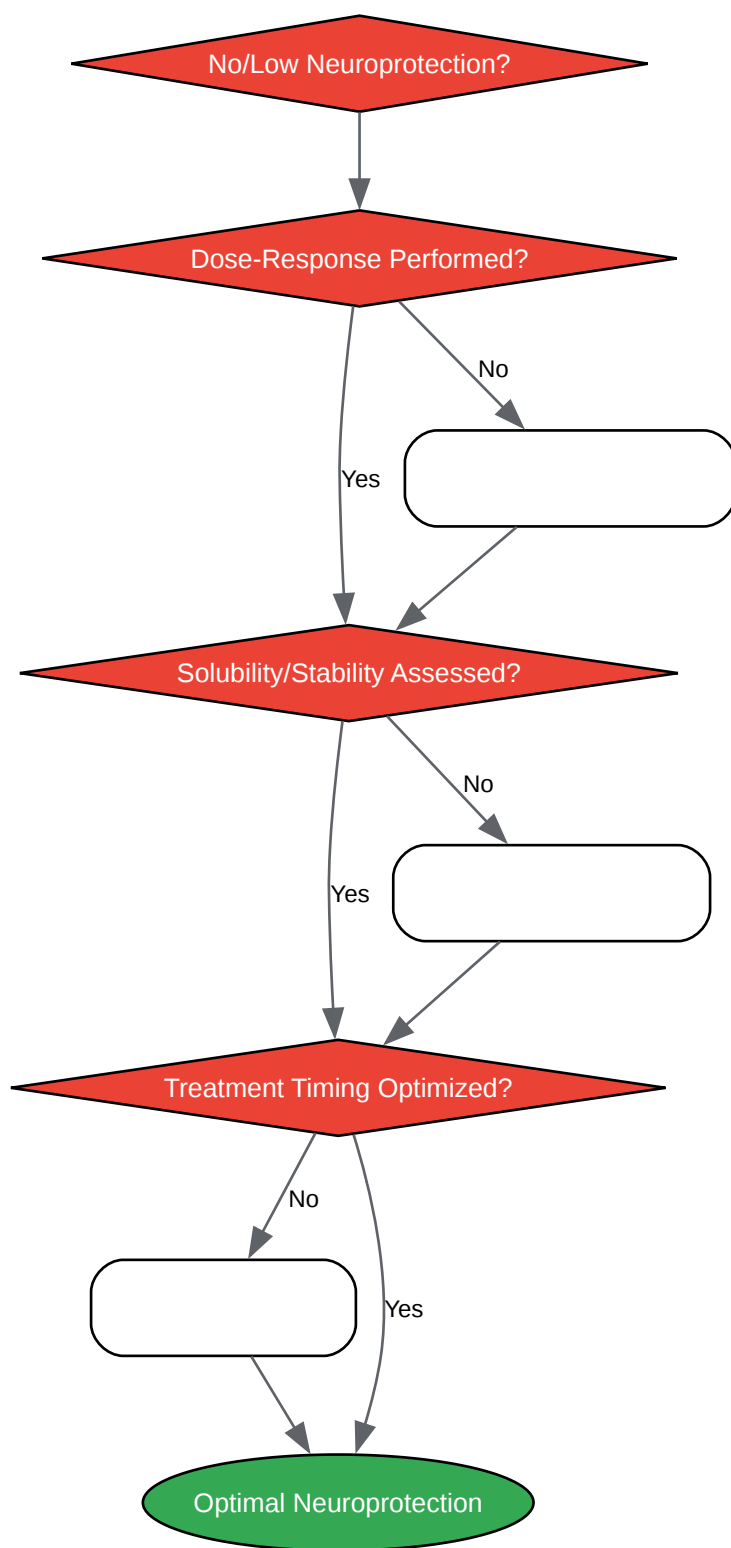 No/Low Neuroprotection?
Dose-Response Performed?
No
Yes
Solubility/Stability Assessed?
No
Yes
Treatment Timing Optimized?
No
Yes
Optimal Neuroprotection